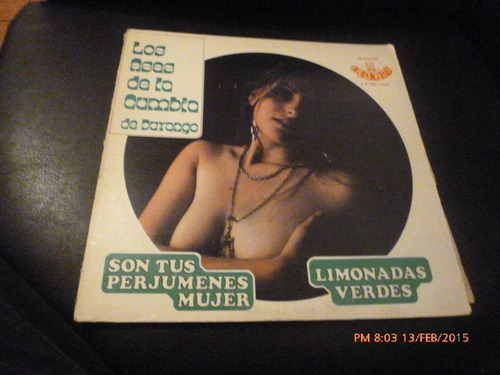 Los
Ases
de la
Cumbia
de Durango
SON TUS
PERJUMENES
MUJER
LIMONADAS
VERDES
PM 8:03 13/FEB/2015